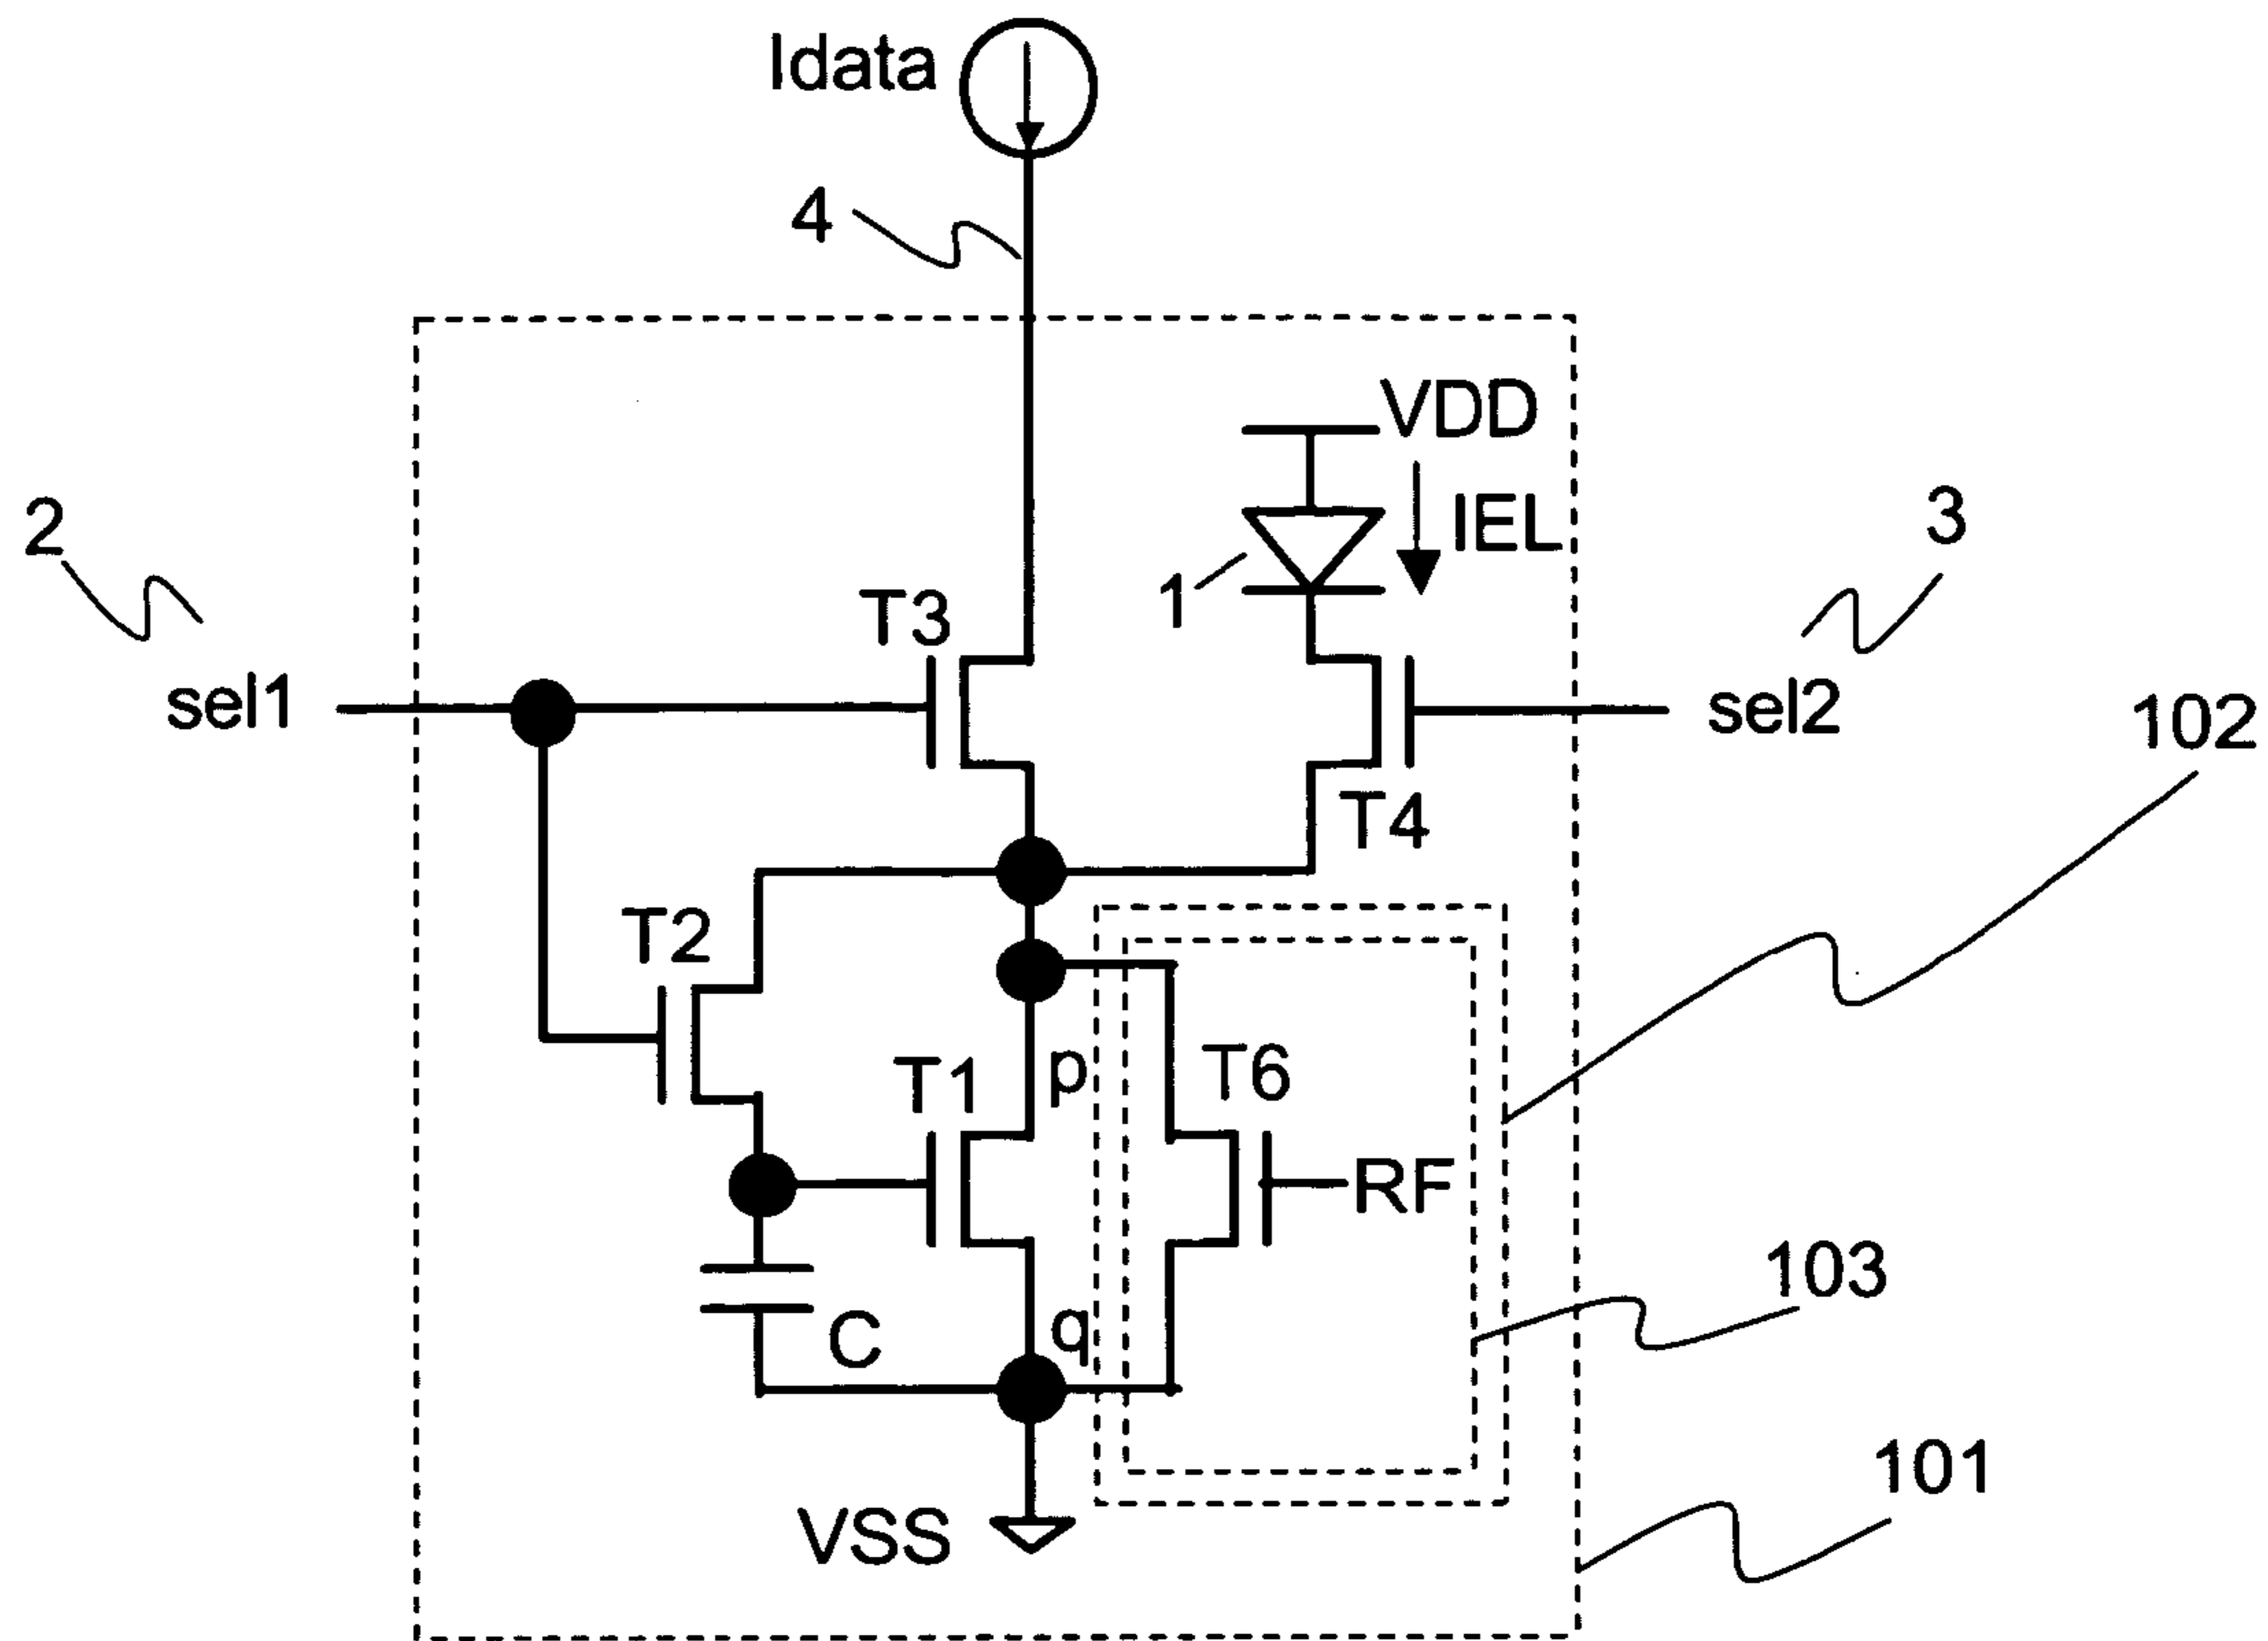 Idata
4
VDD
IEL
2
3
1
T3
sel1
sel2
102
T4
T2
T1
p
T6
RF
103
q
C
101
VSS